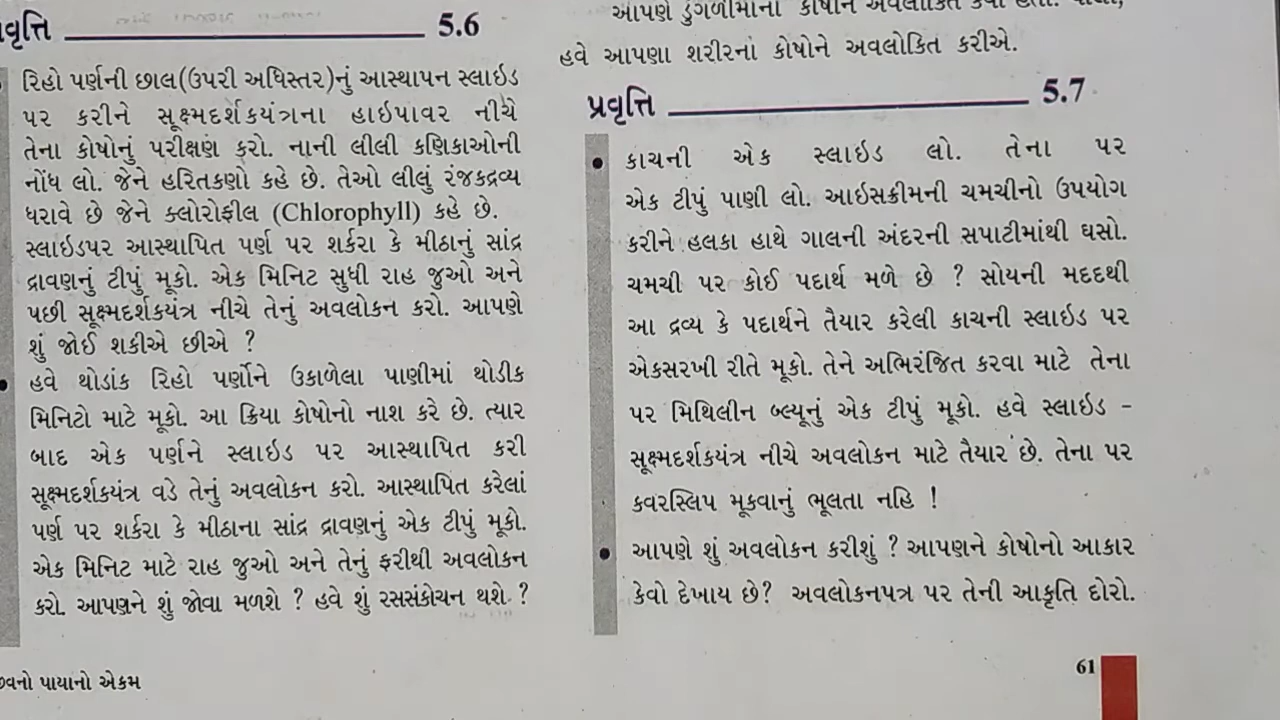 પ્રવૃત્તિ 5.6
રિહો પર્ણની છાલ(ઉપરી અધિસ્તર)નું આસ્થાપન સ્લાઇડ
પર કરીને સૂક્ષ્મદર્શકયંત્રના હાઇપાવર નીચે
તેના કોષોનું પરીક્ષણ કરો. નાની લીલી કણિકાઓની
નોંધ લો. જેને હરિતકણો કહે છે. તેઓ લીલું રંજકદ્રવ્ય
ધરાવે છે જેને ક્લોરોફીલ (Chlorophyll) કહે છે.
સ્લાઇડપર આસ્થાપિત પર્ણ પર શર્કરા કે મીઠાનું સાંદ્ર
દ્રાવણનું ટીપું મૂકો. એક મિનિટ સુધી રાહ જુઓ અને
પછી સૂક્ષ્મદર્શકયંત્ર નીચે તેનું અવલોકન કરો. આપણે
શું જોઈ શકીએ છીએ ?
• હવે થોડાંક રિહો પર્ણોને ઉકાળેલા પાણીમાં થોડીક
મિનિટો માટે મૂકો. આ ક્રિયા કોષોનો નાશ કરે છે. ત્યાર
બાદ એક પર્ણને સ્લાઇડ પર આસ્થાપિત કરી
સૂક્ષ્મદર્શકયંત્ર વડે તેનું અવલોકન કરો. આસ્થાપિત કરેલાં
પર્ણ પર શર્કરા કે મીઠાના સાંદ્ર દ્રાવણનું એક ટીપું મૂકો.
એક મિનિટ માટે રાહ જુઓ અને તેનું ફરીથી અવલોકન
કરો. આપણને શું જોવા મળશે ? હવે શું રસસંકોચન થશે ?
નો પાયાનો એકમ
આપણે ડુંગળીમાંના કોષોને અવલોકિત
હવે આપણા શરીરનાં કોષોને અવલોકિત કરીએ.
પ્રવૃત્તિ 5.7
• કાચની એક સ્લાઇડ લો. તેના પર
એક ટીપું પાણી લો. આઇસક્રીમની ચમચીનો ઉપયોગ
કરીને હલકા હાથે ગાલની અંદરની સપાટીમાંથી ઘસો.
ચમચી પર કોઈ પદાર્થ મળે છે ? સોયની મદદથી
આ દ્રવ્ય કે પદાર્થને તૈયાર કરેલી કાચની સ્લાઇડ પર
એકસરખી રીતે મૂકો. તેને અભિરંજિત કરવા માટે તેના
પર મિથિલીન બ્લ્યૂનું એક ટીપું મૂકો. હવે સ્લાઇડ –
સૂક્ષ્મદર્શકયંત્ર નીચે અવલોકન માટે તૈયાર છે. તેના પર
કવરસ્લિપ મૂકવાનું ભૂલતા નહિ !
• આપણે શું અવલોકન કરીશું ? આપણને કોષોનો આકાર
કેવો દેખાય છે? અવલોકનપત્ર પર તેની આકૃતિ દોરો.
61